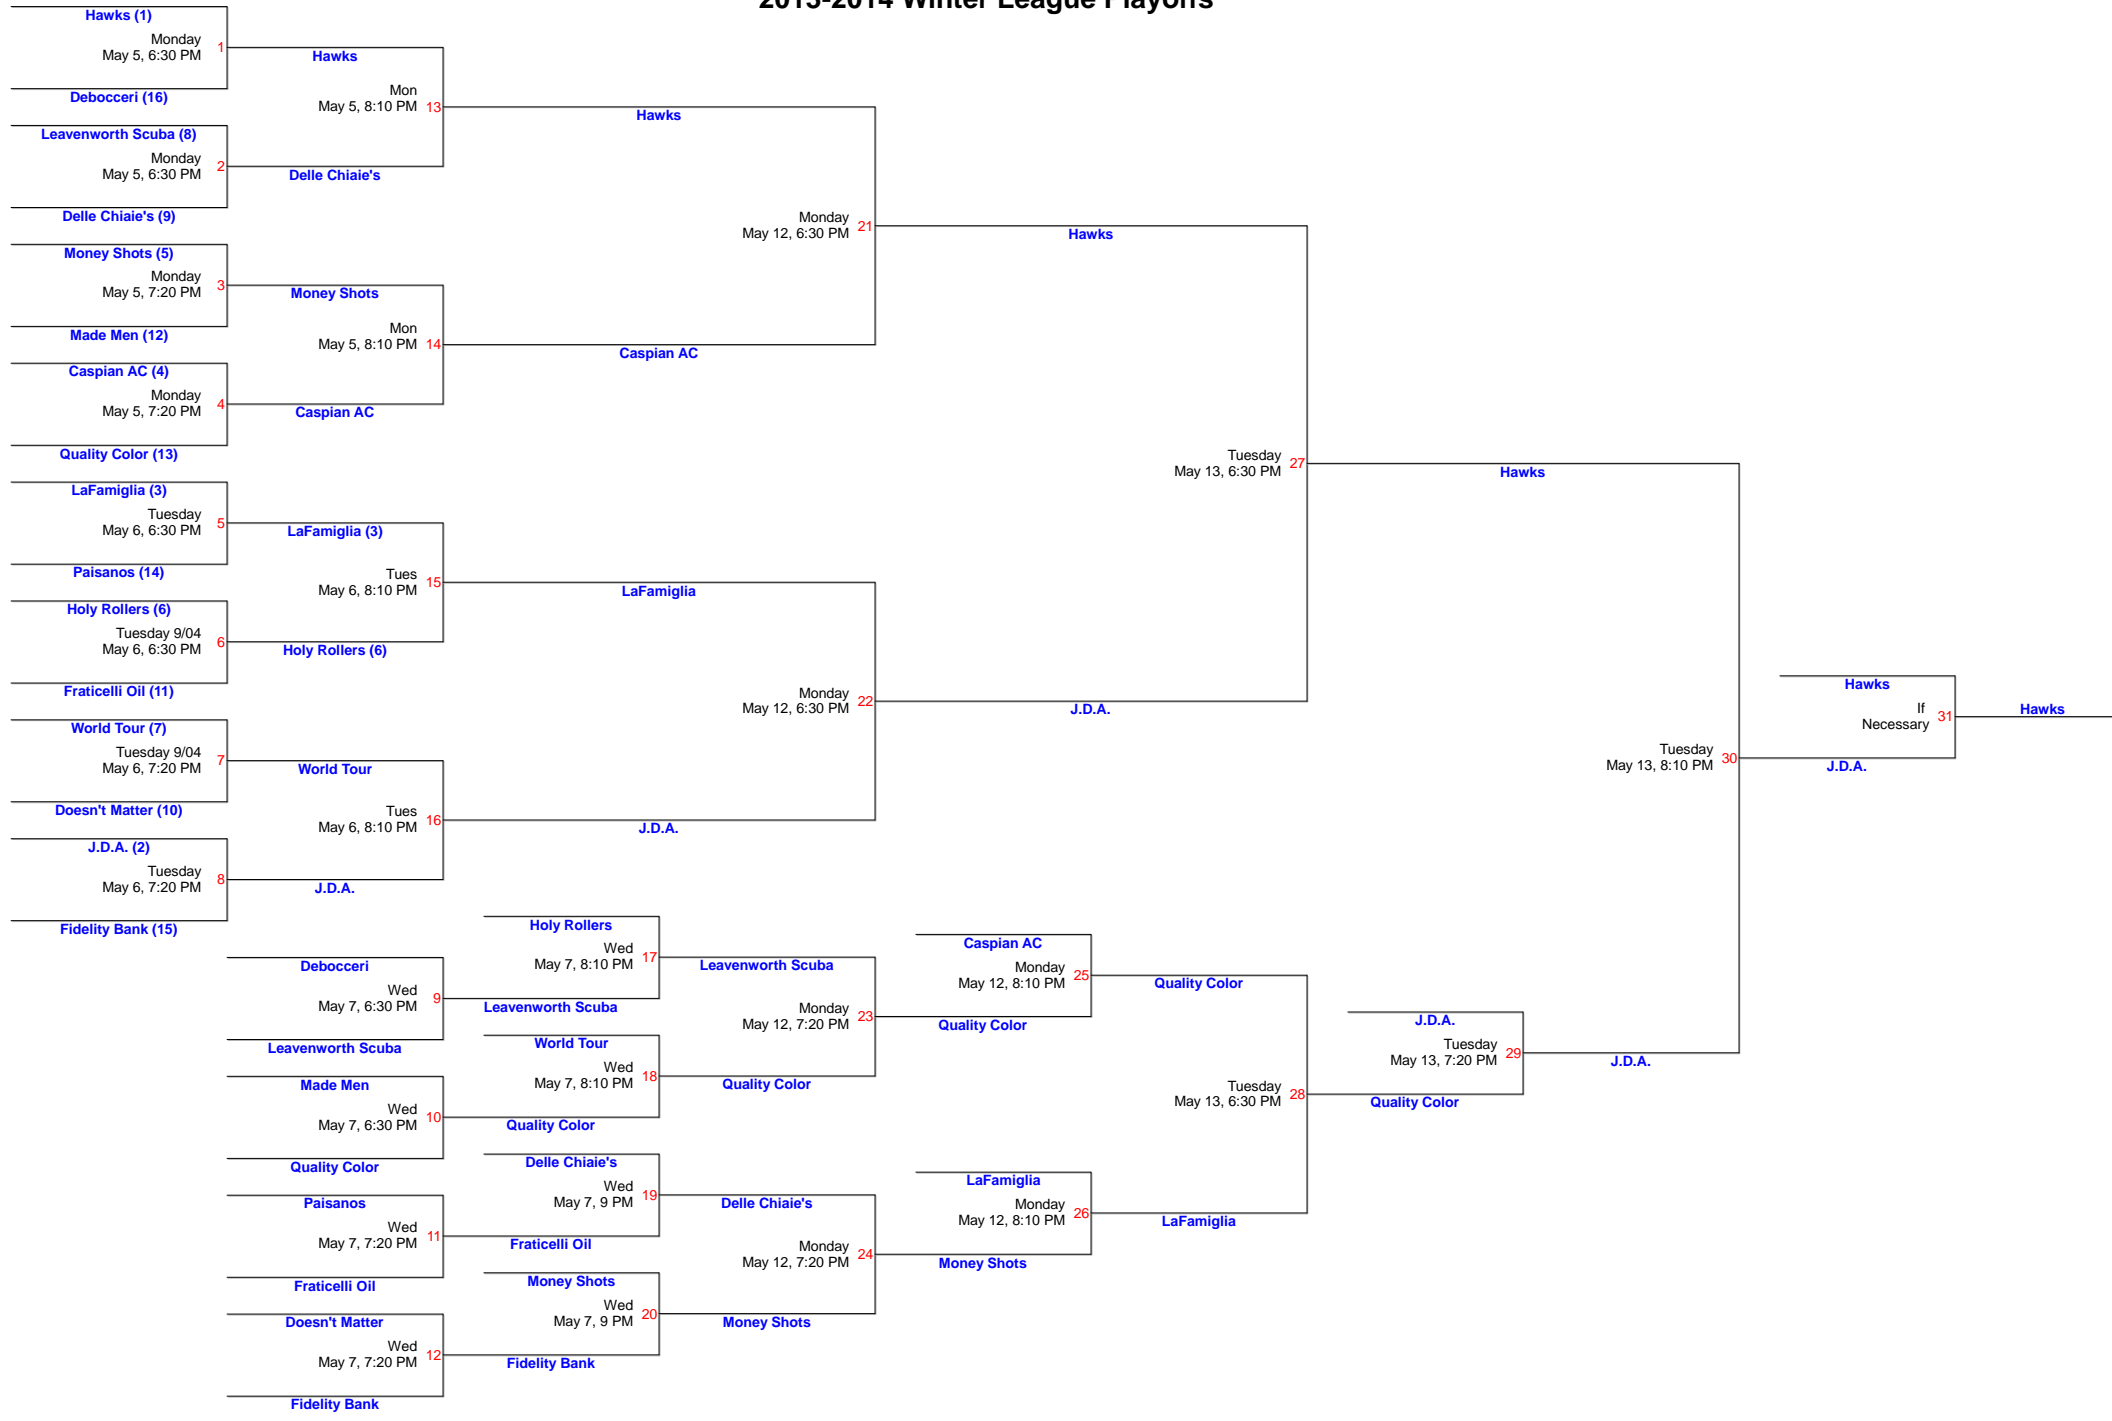 2013-2014 Winter League Playoffs
Hawks (1)
Monday
May 5, 6:30 PM
1
Debocceri (16)
Hawks
Leavenworth Scuba (8)
Monday
May 5, 6:30 PM
2
Delle Chiaie's (9)
Mon
May 5, 8:10 PM
13
Delle Chiaie's
Hawks
Money Shots (5)
Monday
May 5, 7:20 PM
3
Made Men (12)
Money Shots
Caspian AC (4)
Monday
May 5, 7:20 PM
4
Quality Color (13)
Mon
May 5, 8:10 PM
14
Caspian AC
Caspian AC
Monday
May 12, 6:30 PM
21
Hawks
LaFamiglia (3)
Tuesday
May 6, 6:30 PM
5
Paisanos (14)
LaFamiglia (3)
Holy Rollers (6)
Tuesday 9/04
May 6, 6:30 PM
6
Fraticelli Oil (11)
Tues
May 6, 8:10 PM
15
Holy Rollers (6)
LaFamiglia
World Tour (7)
Tuesday 9/04
May 6, 7:20 PM
7
Doesn't Matter (10)
World Tour
J.D.A. (2)
Tuesday
May 6, 7:20 PM
8
Fidelity Bank (15)
Tues
May 6, 8:10 PM
16
J.D.A.
J.D.A.
Monday
May 12, 6:30 PM
22
J.D.A.
Tuesday
May 13, 6:30 PM
27
Hawks
Debocceri
Wed
May 7, 6:30 PM
9
Leavenworth Scuba
Holy Rollers
Wed
May 7, 8:10 PM
17
Leavenworth Scuba
Leavenworth Scuba
Made Men
Wed
May 7, 6:30 PM
10
Quality Color
World Tour
Wed
May 7, 8:10 PM
18
Quality Color
Quality Color
Monday
May 12, 7:20 PM
23
Caspian AC
Monday
May 12, 8:10 PM
25
Quality Color
Quality Color
Paisanos
Wed
May 7, 7:20 PM
11
Fraticelli Oil
Delle Chiaie's
Wed
May 7, 9 PM
19
Fraticelli Oil
Delle Chiaie's
Doesn't Matter
Wed
May 7, 7:20 PM
12
Fidelity Bank
Money Shots
Wed
May 7, 9 PM
20
Fidelity Bank
Money Shots
Monday
May 12, 7:20 PM
24
LaFamiglia
Monday
May 12, 8:10 PM
26
Money Shots
LaFamiglia
Tuesday
May 13, 6:30 PM
28
J.D.A.
Tuesday
May 13, 7:20 PM
29
Quality Color
J.D.A.
Tuesday
May 13, 8:10 PM
30
Hawks
If
Necessary
31
J.D.A.
Hawks